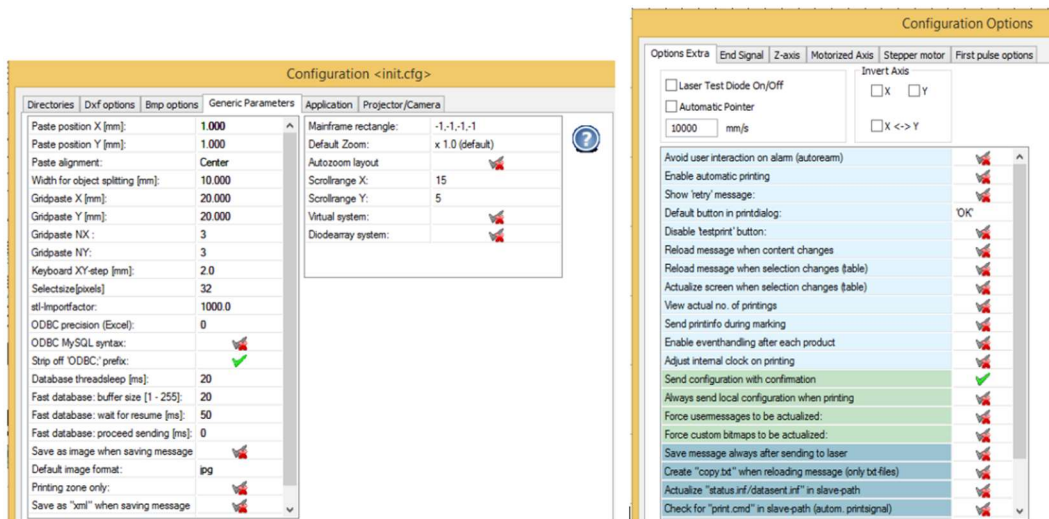 Configuration <init.cfg>
Directories Dxf options Bmp options Generic Parameters Application Projector/Camera
Paste position X [mm]: 1.000
Paste position Y [mm]: 1.000
Paste alignment: Center
Width for object splitting [mm]: 10.000
Gridpaste X [mm]: 20.000
Gridpaste Y [mm]: 20.000
Gridpaste NX : 3
Gridpaste NY: 3
Keyboard XY-step [mm]: 2.0
Selectsize[pixels] 32
stl-Importfactor: 1000.0
ODBC precision (Excel): 0
ODBC MySQL syntax:
Strip off 'ODBC;' prefix:
Database threadsleep [ms]: 20
Fast database: buffer size [1 - 255]: 20
Fast database: wait for resume [ms]: 50
Fast database: proceed sending [ms]: 0
Save as image when saving message
Default image format: jpg
Printing zone only:
Save as "xml" when saving message
Mainframe rectangle: -1,-1,-1,-1
Default Zoom: x 1.0 (default)
Autozoom layout
Scrollrange X: 15
Scrollrange Y: 5
Virtual system:
Diodearray system:
?
Configuration Options
Options Extra End Signal Z-axis Motorized Axis Stepper motor First pulse options
Laser Test Diode On/Off
Automatic Pointer
10000 mm/s
Invert Axis
X Y
X <-> Y
Avoid user interaction on alarm (autoream)
Enable automatic printing
Show 'retry' message:
Default button in printdialog: 'OK'
Disable 'testprint' button:
Reload message when content changes
Reload message when selection changes (table)
Actualize screen when selection changes (table)
View actual no. of printings
Send printinfo during marking
Enable eventhandling after each product
Adjust internal clock on printing
Send configuration with confirmation
Always send local configuration when printing
Force usermessages to be actualized:
Force custom bitmaps to be actualized:
Save message always after sending to laser
Create "copy.txt" when reloading message (only txt-files)
Actualize "status.inf/datasent.inf" in slave-path
Check for "print.cmd" in slave-path (autom. printsignal)